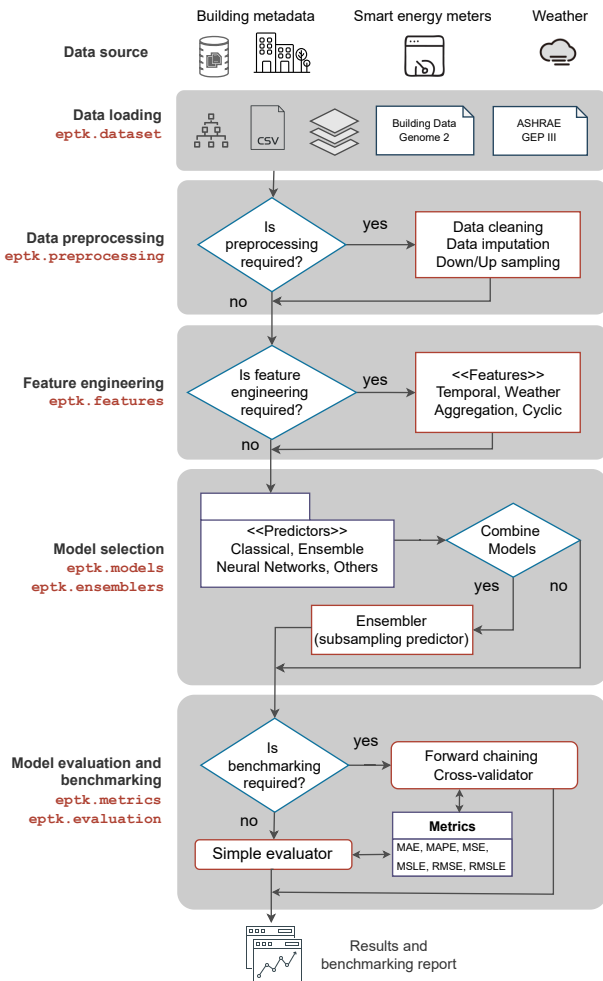 Building metadata
Smart energy meters
Weather
Data source
Data loading
eptk.dataset
CSV
Building Data
Genome 2
ASHRAE
GEP III
Data preprocessing
eptk.preprocessing
Is
preprocessing
required?
yes
Data cleaning
Data imputation
Down/Up sampling
no
Feature engineering
eptk.features
Is feature
engineering
required?
yes
<<Features>>
Temporal, Weather
Aggregation, Cyclic
no
Model selection
eptk.models
eptk.ensemblers
<<Predictors>>
Classical, Ensemble
Neural Networks, Others
Combine
Models
yes
no
Ensembler
(subsampling predictor)
Model evaluation and
benchmarking
eptk.metrics
eptk.evaluation
Is
benchmarking
required?
yes
Forward chaining
Cross-validator
no
Simple evaluator
Metrics
MAE, MAPE, MSE,
MSLE, RMSE, RMSLE
Results and
benchmarking report